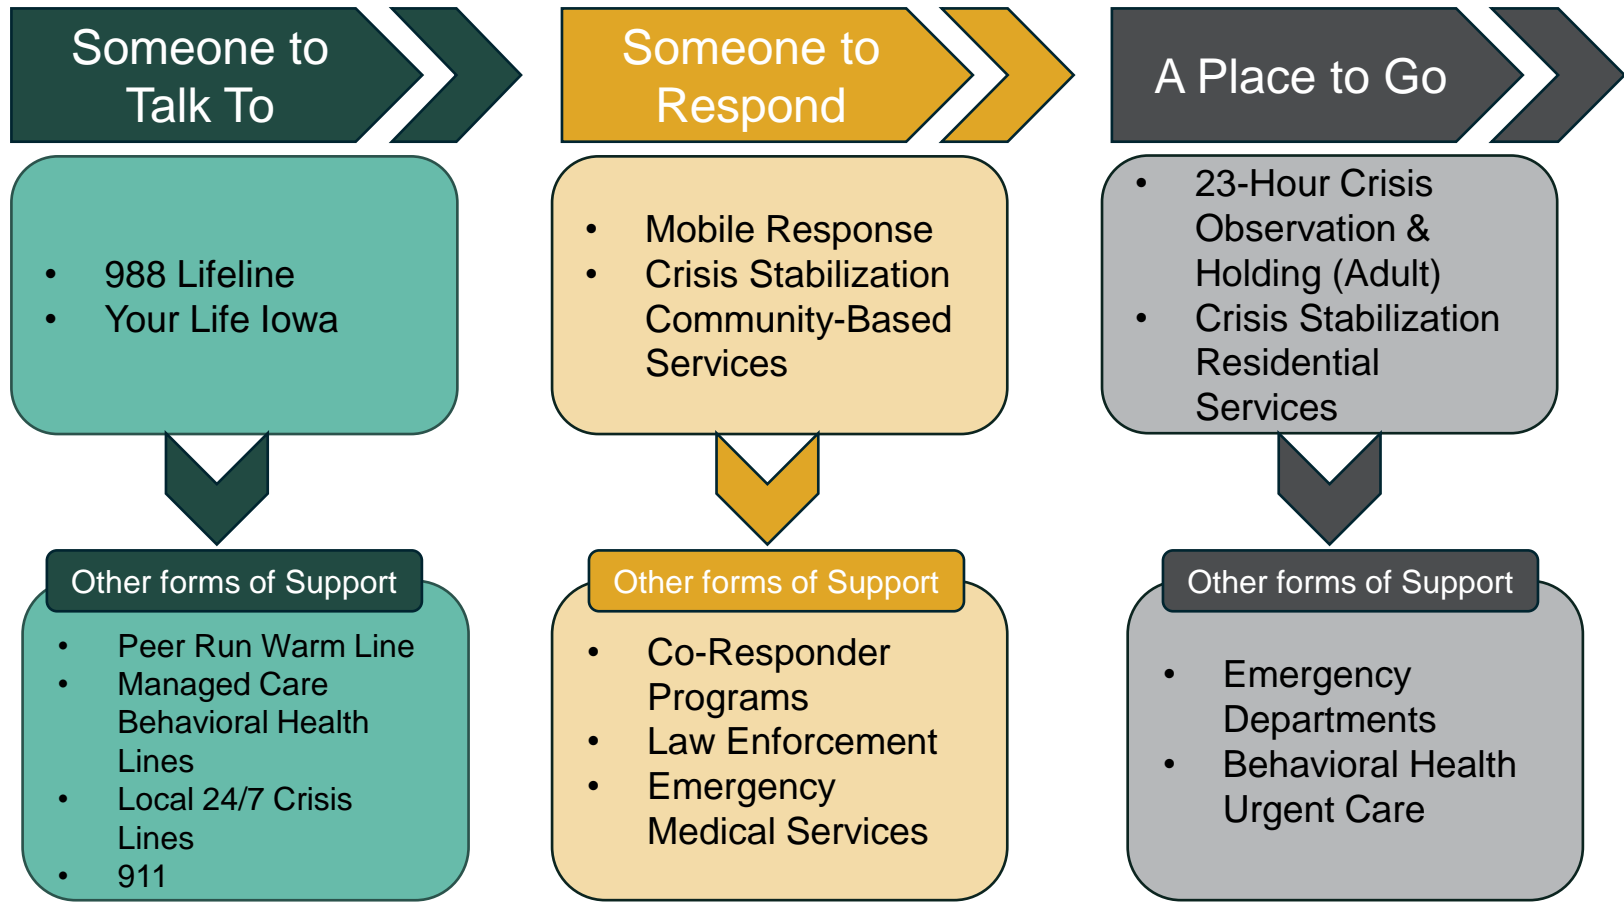 Someone to
Talk To
Someone to
Respond
A Place to Go
• 988 Lifeline
• Your Life Iowa
• Mobile Response
• Crisis Stabilization
Community-Based
Services
• 23-Hour Crisis
Observation &
Holding (Adult)
• Crisis Stabilization
Residential
Services
Other forms of Support
• Peer Run Warm Line
• Managed Care
Behavioral Health
Lines
• Local 24/7 Crisis
Lines
• 911
Other forms of Support
• Co-Responder
Programs
• Law Enforcement
• Emergency
Medical Services
Other forms of Support
• Emergency
Departments
• Behavioral Health
Urgent Care